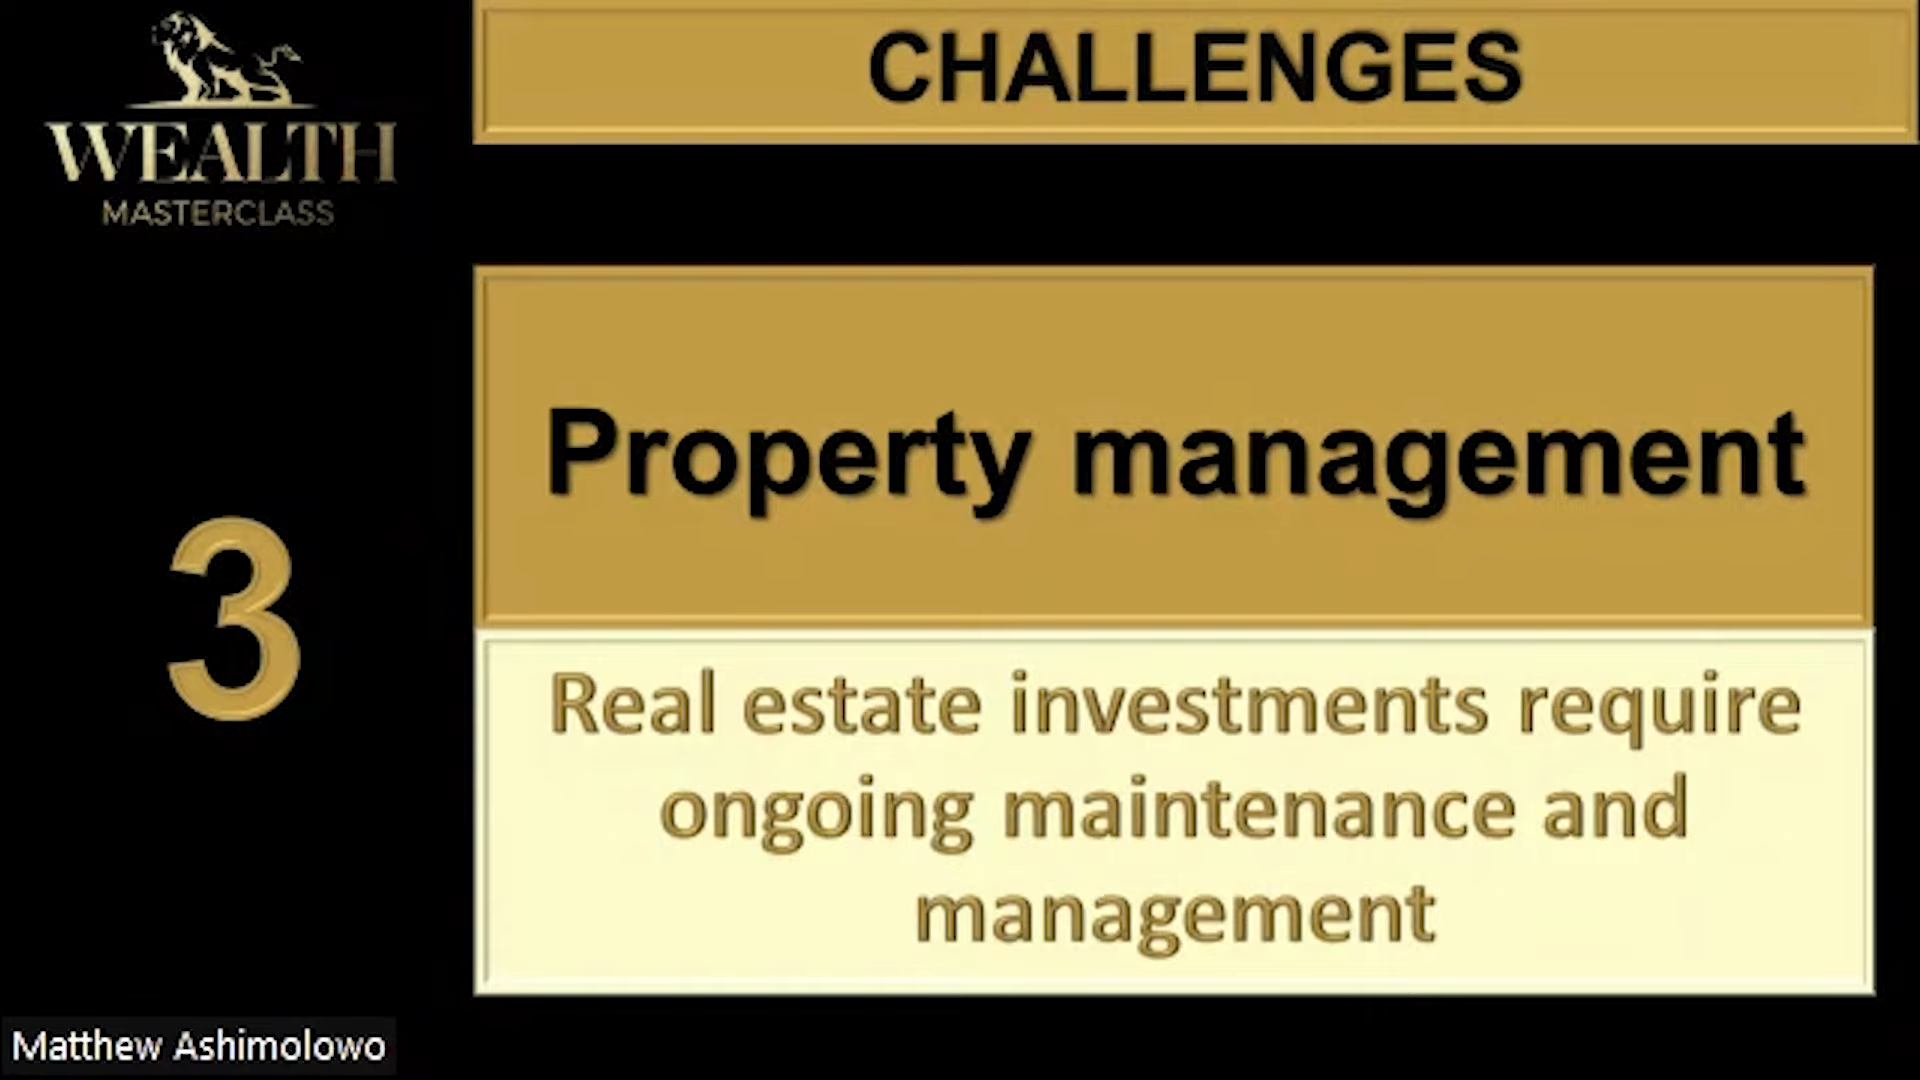 WEALTH
MASTERCLASS
CHALLENGES
3
Property management
Real estate investments require
ongoing maintenance and
management
Matthew Ashimolowo